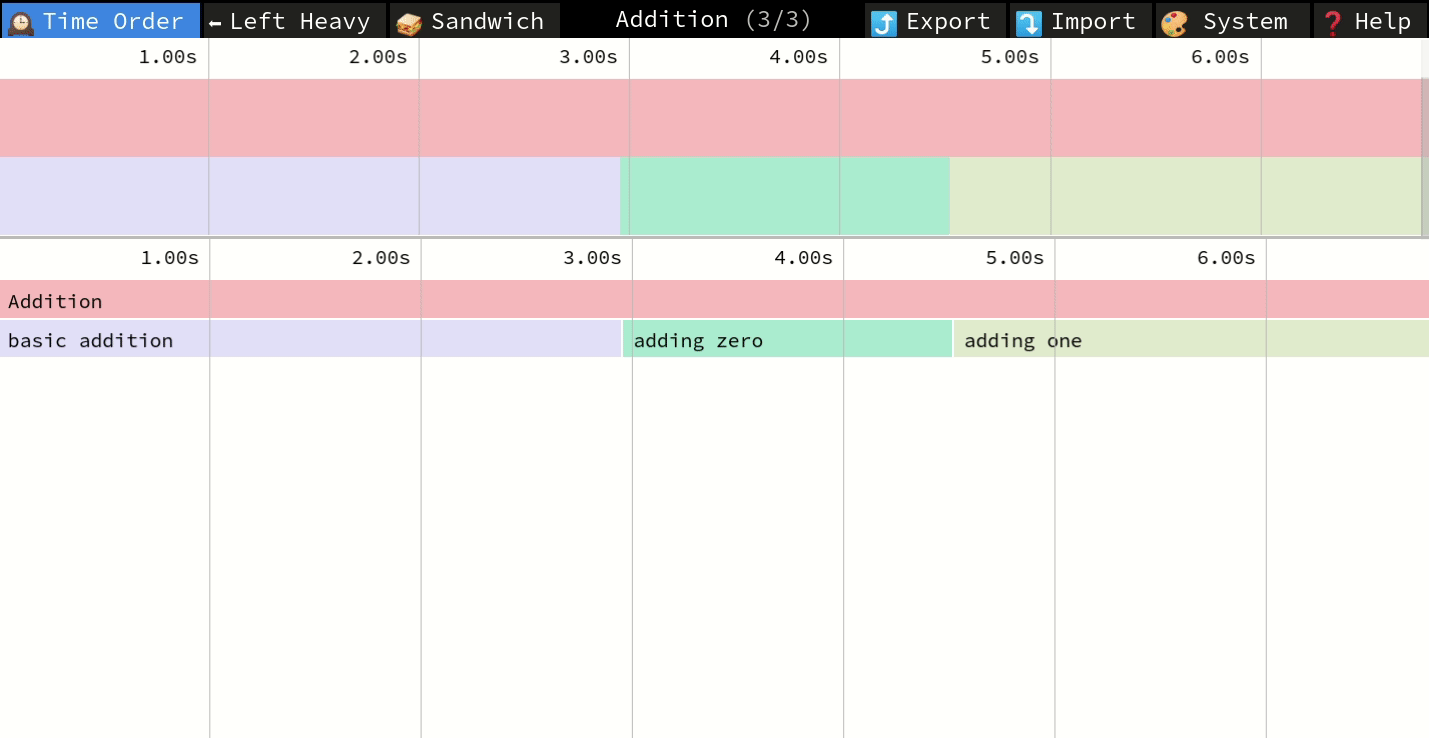 Time Order Left Heavy Sandwich Addition (3/3) Export Import System Help
1.00s 2.00s 3.00s 4.00s 5.00s 6.00s
1.00s 2.00s 3.00s 4.00s 5.00s 6.00s
Addition
basic addition adding zero adding one